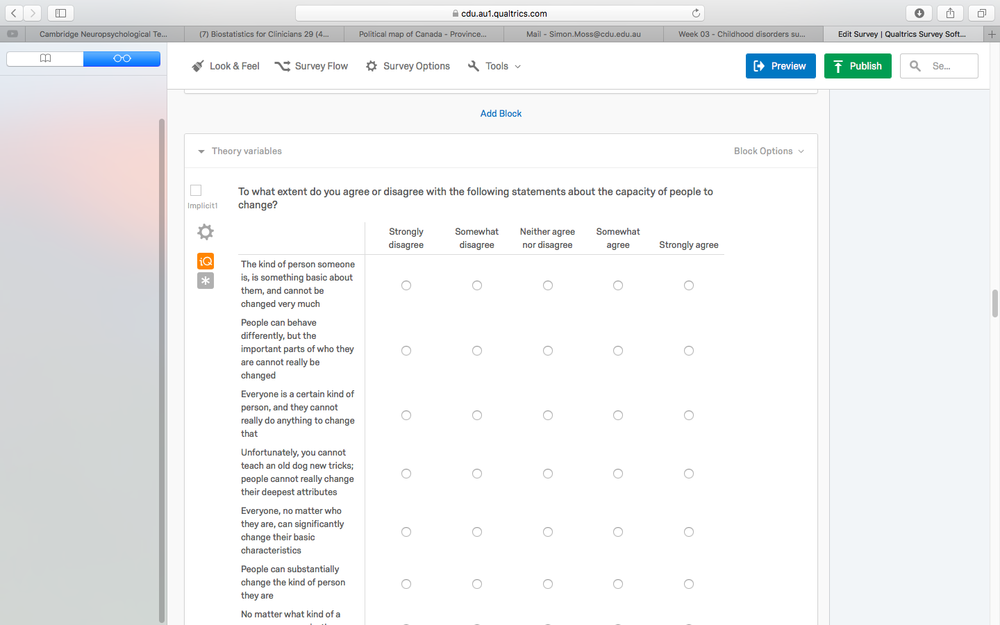 cdu.au1.qualtrics.com
Cambridge Neuropsychological Te...
(7) Biostatistics for Clinicians 29 (4...
Political map of Canada - Province...
Mail - Simon.Moss@cdu.edu.au
Week 03 - Childhood disorders su...
Edit Survey | Qualtrics Survey Soft...
Look & Feel
Survey Flow
Survey Options
Tools
Preview
Publish
Se...
Add Block
Theory variables
Block Options
Implicit1
iQ
To what extent do you agree or disagree with the following statements about the capacity of people to
change?
Strongly
disagree
Somewhat
disagree
Neither agree
nor disagree
Somewhat
agree
Strongly agree
The kind of person someone
is, is something basic about
them, and cannot be
changed very much
People can behave
differently, but the
important parts of who they
are cannot really be
changed
Everyone is a certain kind of
person, and they cannot
really do anything to change
that
Unfortunately, you cannot
teach an old dog new tricks;
people cannot really change
their deepest attributes
Everyone, no matter who
they are, can significantly
change their basic
characteristics
People can substantially
change the kind of person
they are
No matter what kind of a